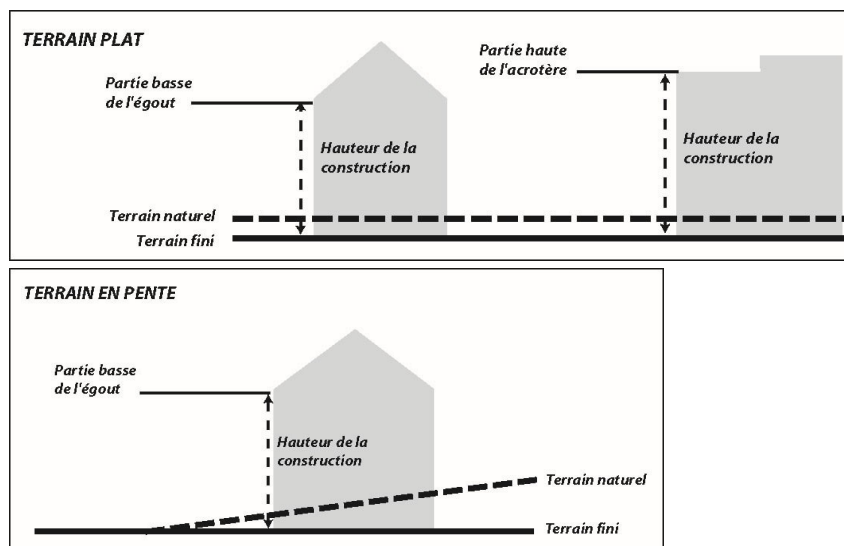 TERRAIN PLAT
Partie basse
de l'égout
Hauteur de la
construction
Partie haute
de l'acrotère
Hauteur de la
construction
Terrain naturel
Terrain fini
TERRAIN EN PENTE
Partie basse
de l'égout
Hauteur de la
construction
Terrain naturel
Terrain fini